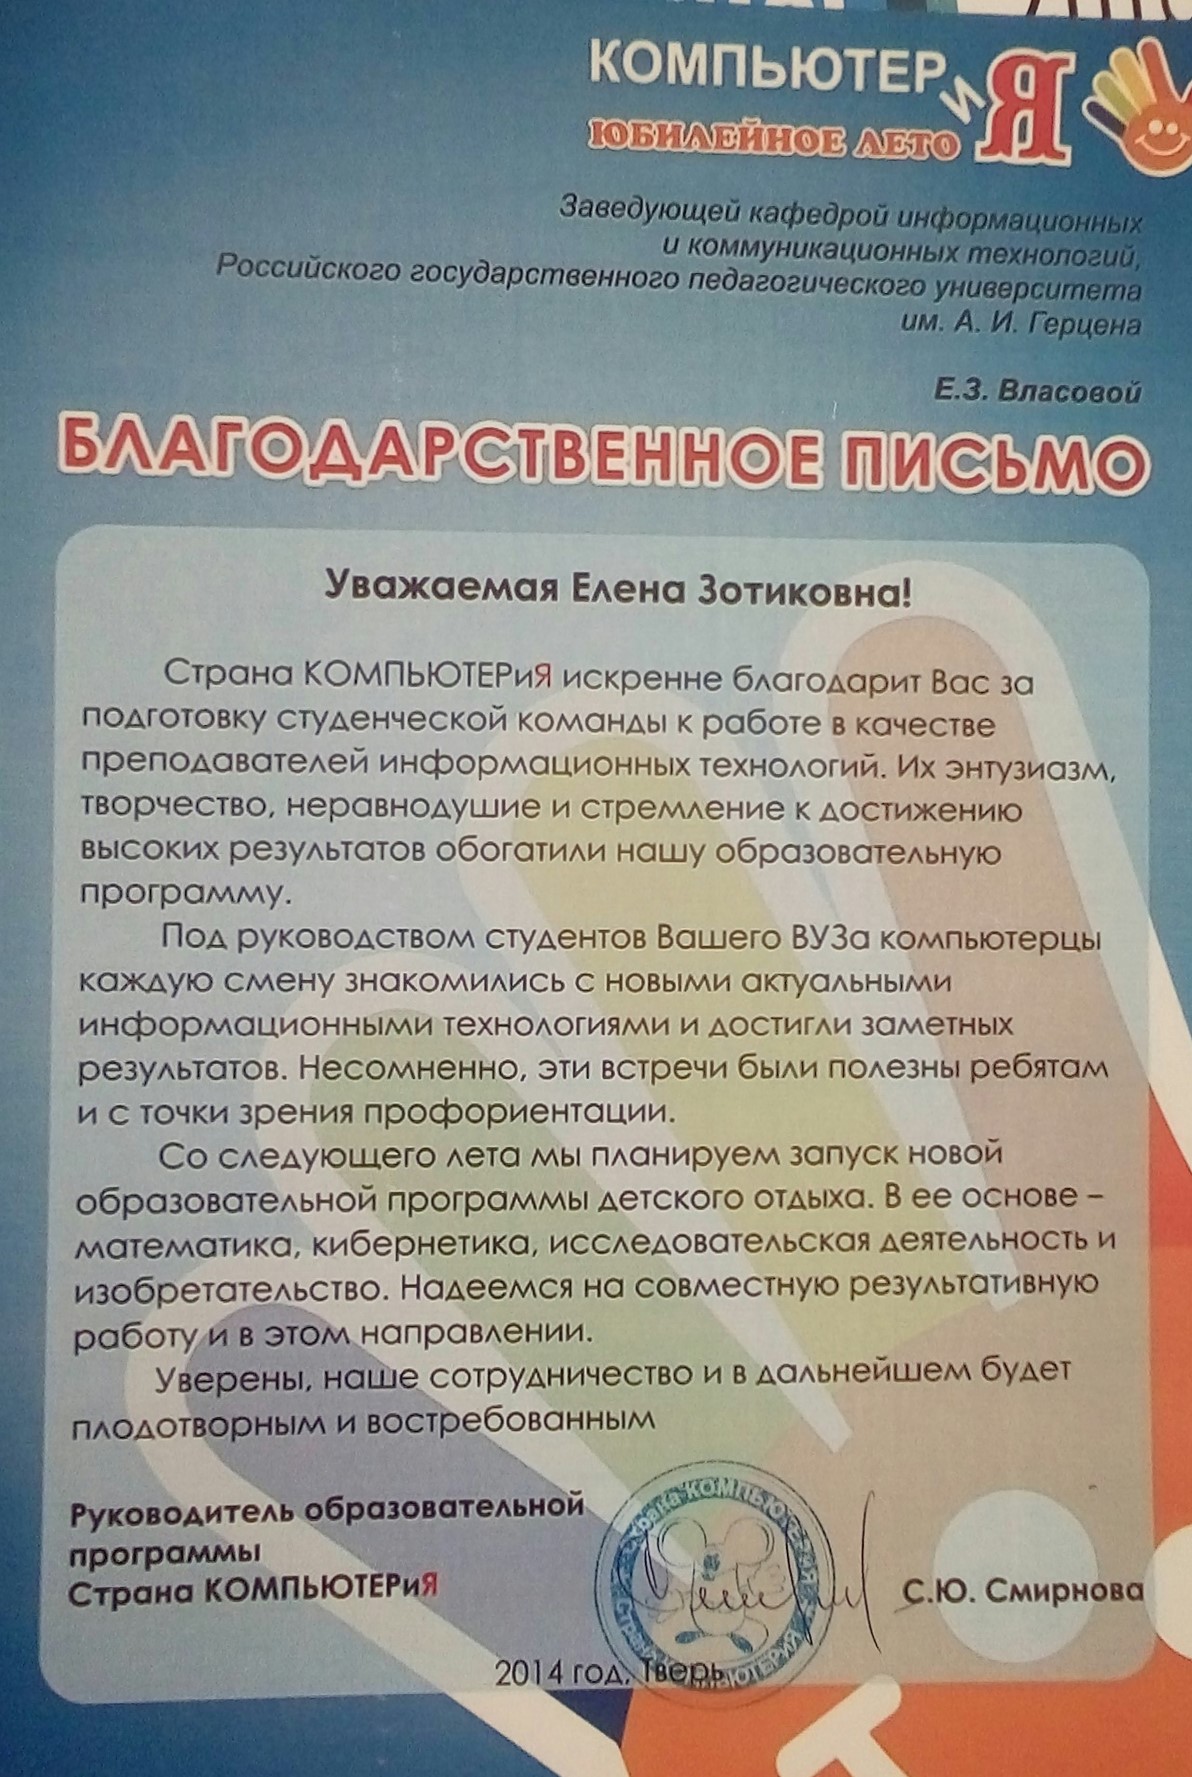 КОМПЬЮТЕРиЯ
ЮБИЛЕЙНОЕ ЛЕТО
Заведующей кафедрой информационных
и коммуникационных технологий,
Российского государственного педагогического университета
им. А. И. Герцена
Е.З. Власовой
БЛАГОДАРСТВЕННОЕ ПИСЬМО
Уважаемая Елена Зотиковна!
Страна КОМПЬЮТЕРиЯ искренне благодарит Вас за
подготовку студенческой команды к работе в качестве
преподавателей информационных технологий. Их энтузиазм,
творчество, неравнодушие и стремление к достижению
высоких результатов обогатили нашу образовательную
программу.
Под руководством студентов Вашего ВУЗа компьютерцы
каждую смену знакомились с новыми актуальными
информационными технологиями и достигли заметных
результатов. Несомненно, эти встречи были полезны ребятам
и с точки зрения профориентации.
Со следующего лета мы планируем запуск новой
образовательной программы детского отдыха. В ее основе –
математика, кибернетика, исследовательская деятельность и
изобретательство. Надеемся на совместную результативную
работу и в этом направлении.
Уверены, наше сотрудничество и в дальнейшем будет
плодотворным и востребованным
Руководитель образовательной
программы
Страна КОМПЬЮТЕРиЯ
С.Ю. Смирнова
Страна КОМПЬЮТЕРИЯ
Страна КОМПЬЮТЕРИЯ
2014 год, Тверь